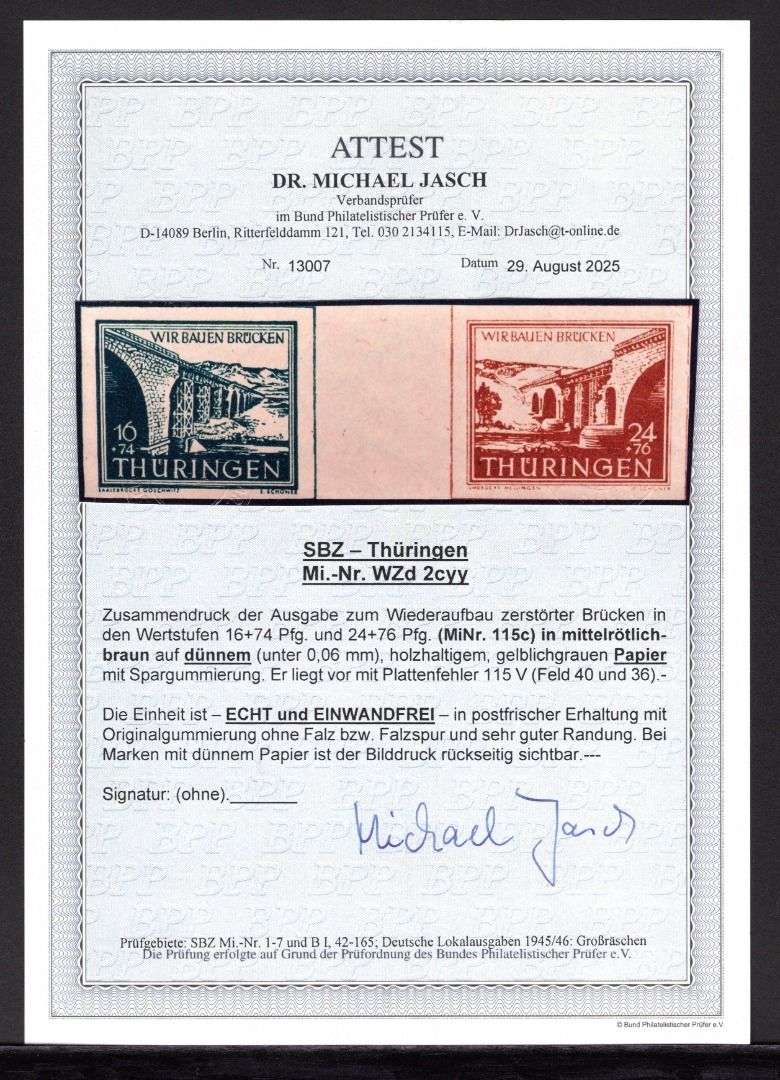 ATTEST
DR. MICHAEL JASCH
Verbandsprüfer
im Bund Philatelistischer Prüfer e. V.
D-14089 Berlin, Ritterfelddamm 121, Tel. 030 2134115, E-Mail: DrJasch@t-online.de
Nr. 13007 Datum 29. August 2025
WIR BAUEN BRÜCKEN
16
+74
THÜRINGEN
SAALEBRÜCKE GÖSCHWITZ E. SCHÖNER
WIR BAUEN BRÜCKEN
24
+76
THÜRINGEN
E. SCHÖNER
SBZ – Thüringen
Mi.-Nr. WZd 2cyy
Zusammendruck der Ausgabe zum Wiederaufbau zerstörter Brücken in
den Wertstufen 16+74 Pfg. und 24+76 Pfg. (MiNr. 115c) in mittelrötlich-
braun auf dünnem (unter 0,06 mm), holzhaltigem, gelblichgrauen Papier
mit Spargummierung. Er liegt vor mit Plattenfehler 115 V (Feld 40 und 36).-
Die Einheit ist – ECHT und EINWANDFREI – in postfrischer Erhaltung mit
Originalgummierung ohne Falz bzw. Falzspur und sehr guter Randung. Bei
Marken mit dünnem Papier ist der Bilddruck rückseitig sichtbar.---
Signatur: (ohne).
Michael Jasch
Prüfgebiete: SBZ Mi.-Nr. 1-7 und B I, 42-165; Deutsche Lokalausgaben 1945/46: Großräschen
Die Prüfung erfolgte auf Grund der Prüfordnung des Bundes Philatelistischer Prüfer e.V.
© Bund Philatelistischer Prüfer e.V.